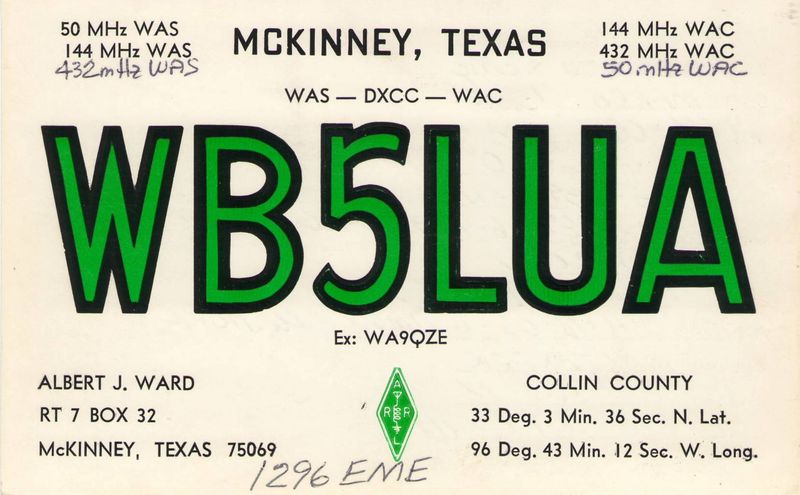 50 MHz WAS
144 MHz WAS
432 mHz WAS
MCKINNEY, TEXAS
144 MHz WAC
432 MHz WAC
50 mHz WAC
WAS — DXCC — WAC
WB5LUA
Ex: WA9QZE
ALBERT J. WARD
RT 7 BOX 32
McKINNEY, TEXAS 75069
A
R R
L
COLLIN COUNTY
33 Deg. 3 Min. 36 Sec. N. Lat.
96 Deg. 43 Min. 12 Sec. W. Long.
1296 EME